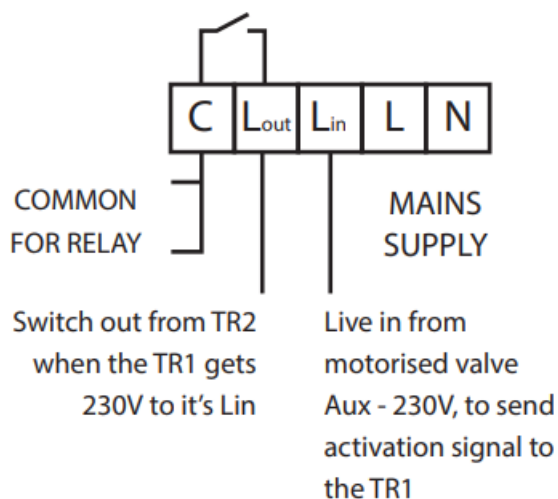 C Lout Lin L N
COMMON
FOR RELAY
MAINS
SUPPLY
Switch out from TR2
when the TR1 gets
230V to it's Lin
Live in from
motorised valve
Aux - 230V, to send
activation signal to
the TR1